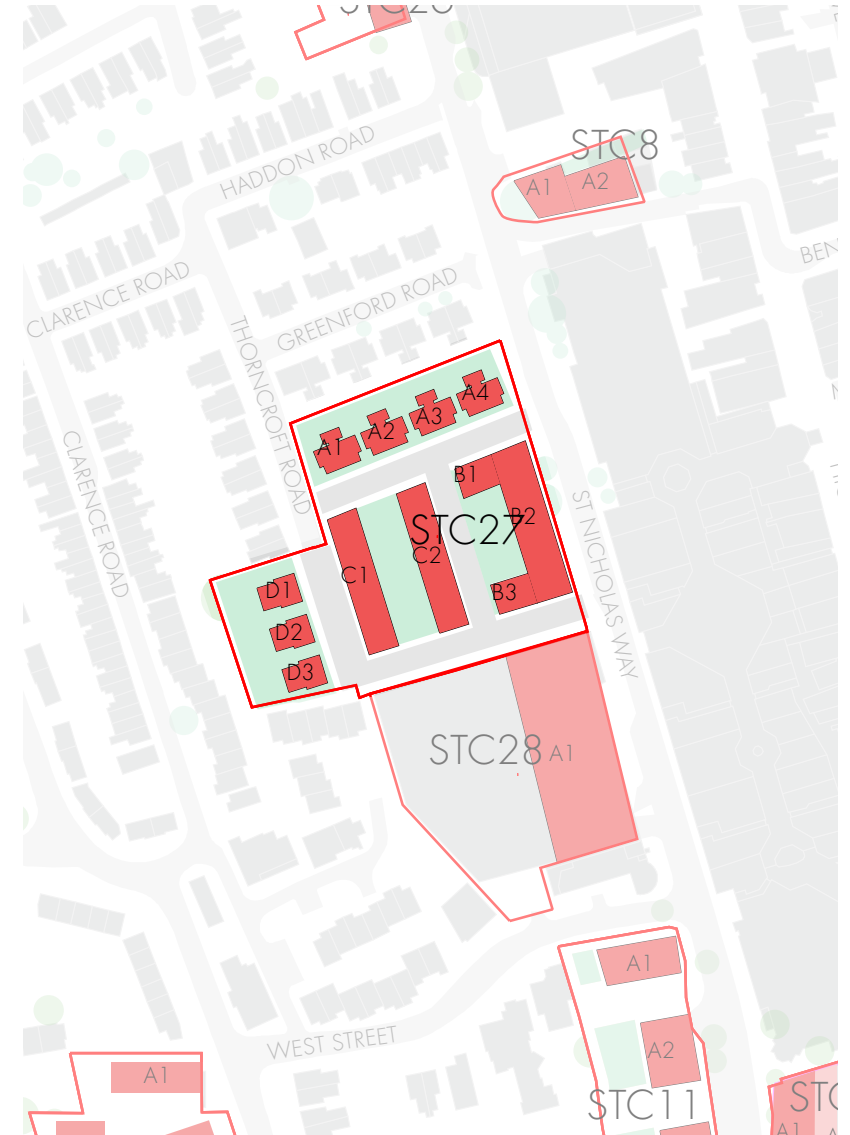 HADDON ROAD
STC8
A1
A2
CLARENCE ROAD
GREENFORD ROAD
THORNCROFT ROAD
A1
A2
A3
A4
CLARENCE ROAD
B1
B2
STC27
C1
C2
B3
ST NICHOLAS WAY
D1
D2
D3
STC28
A1
A1
WEST STREET
A2
A1
STC11
A1